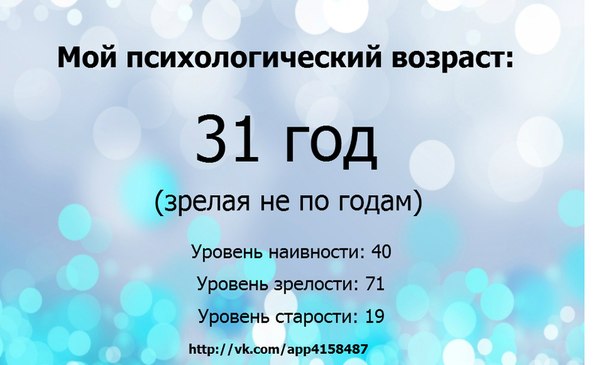 Мой психологический возраст:
31 год
(зрелая не по годам)
Уровень наивности: 40
Уровень зрелости: 71
Уровень старости: 19
http://vk.com/app4158487